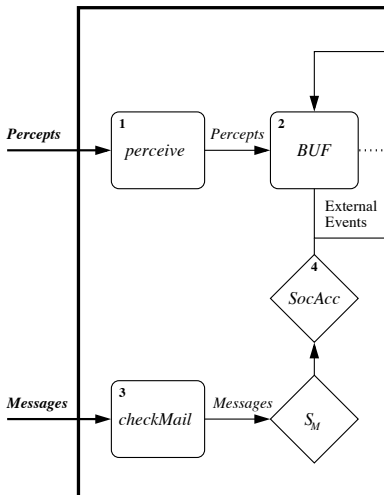 1
2
Percepts
Percepts
perceive
BUF
External
Events
4
SocAcc
3
Messages
Messages
checkMail
S_M